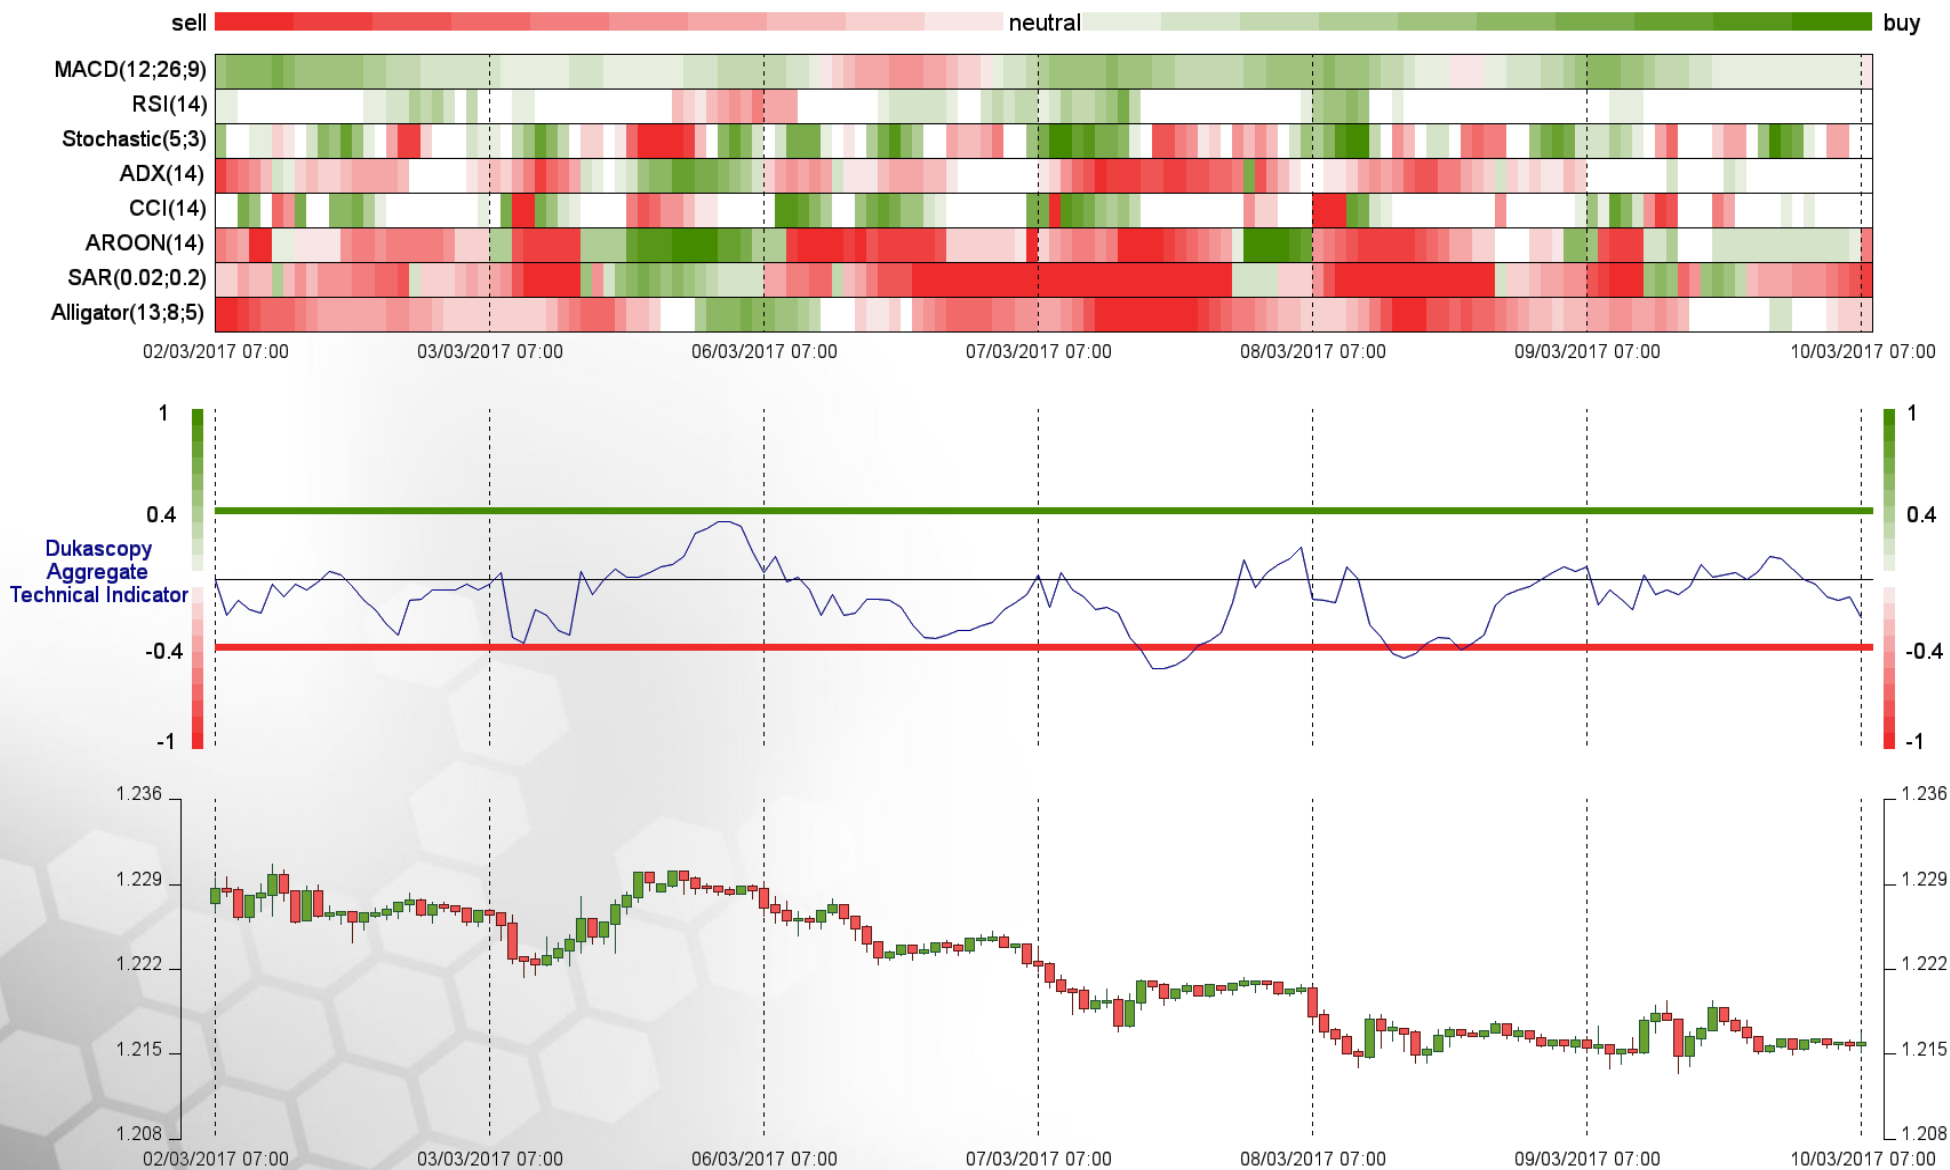 sell neutral buy
MACD(12;26;9)
RSI(14)
Stochastic(5;3)
ADX(14)
CCI(14)
AROON(14)
SAR(0.02;0.2)
Alligator(13;8;5)
02/03/2017 07:00 03/03/2017 07:00 06/03/2017 07:00 07/03/2017 07:00 08/03/2017 07:00 09/03/2017 07:00 10/03/2017 07:00
1 1
0.4 0.4
Dukascopy
Aggregate
Technical Indicator
-0.4 -0.4
-1 -1
1.236 1.236
1.229 1.229
1.222 1.222
1.215 1.215
1.208 1.208
02/03/2017 07:00 03/03/2017 07:00 06/03/2017 07:00 07/03/2017 07:00 08/03/2017 07:00 09/03/2017 07:00 10/03/2017 07:00